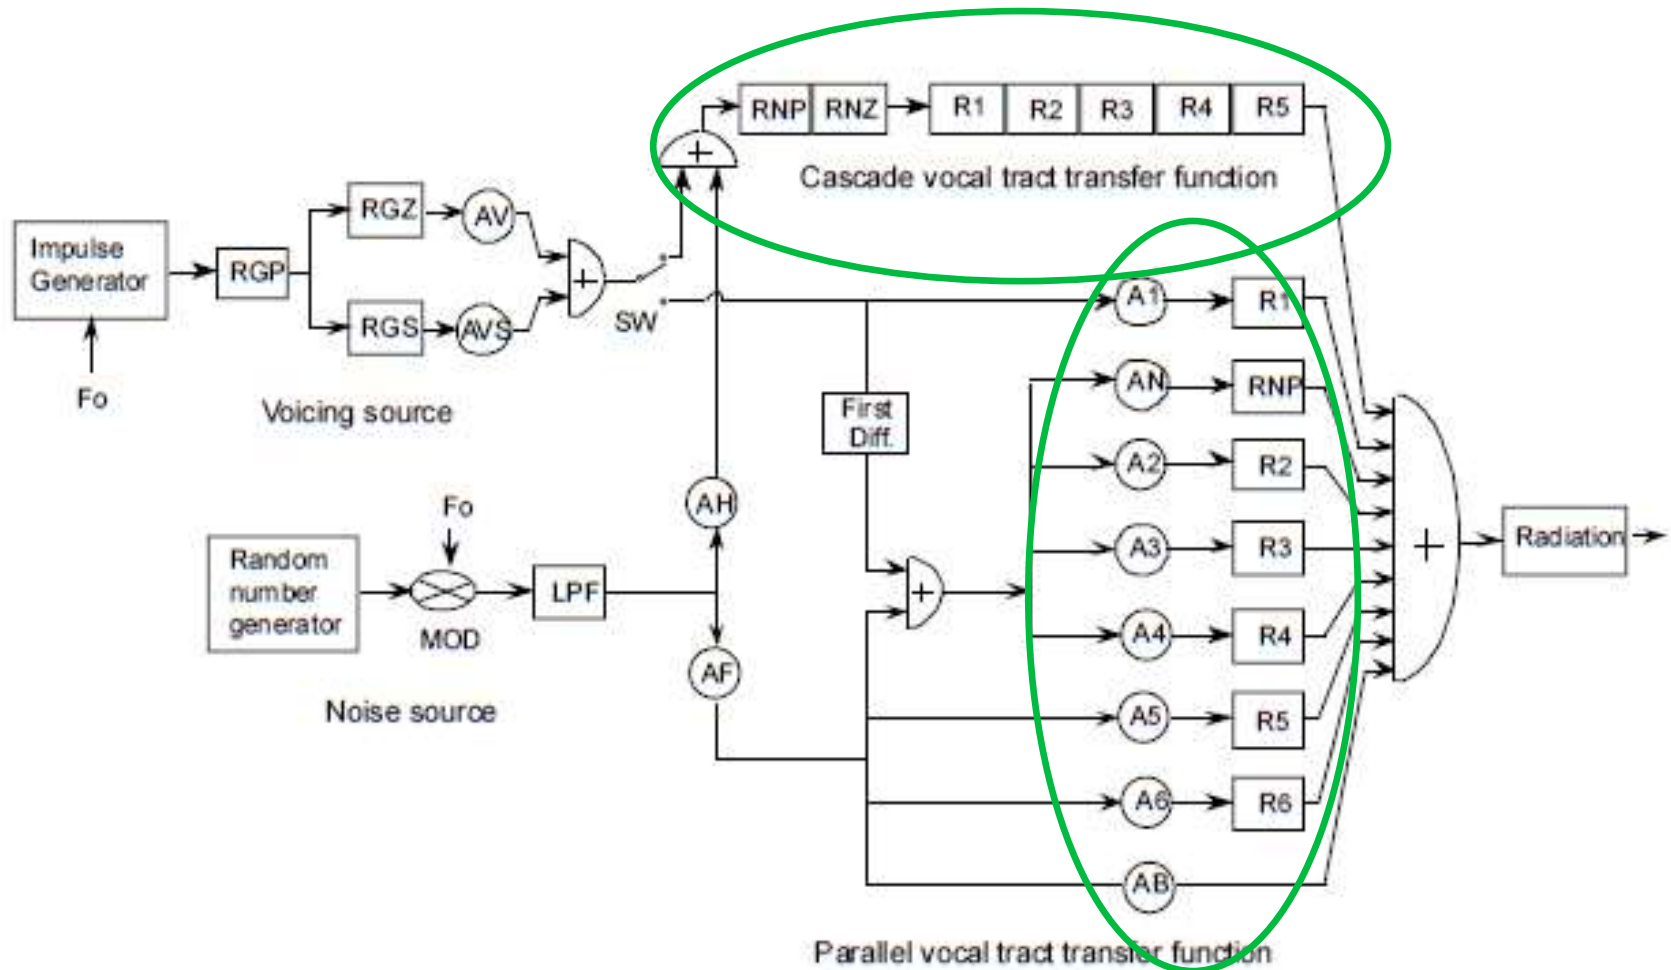 RNP RNZ R1 R2 R3 R4 R5
Cascade vocal tract transfer function
Impulse
Generator
RGP
RGZ
AV
RGS
AVS
+
+
SW
Fo
Voicing source
A1
R1
AN
RNP
First
Diff.
A2
R2
AH
A3
R3
Fo
Random
number
generator
MOD
LPF
+
A4
R4
+
Radiation
AF
Noise source
A5
R5
A6
R6
AB
Parallel vocal tract transfer function